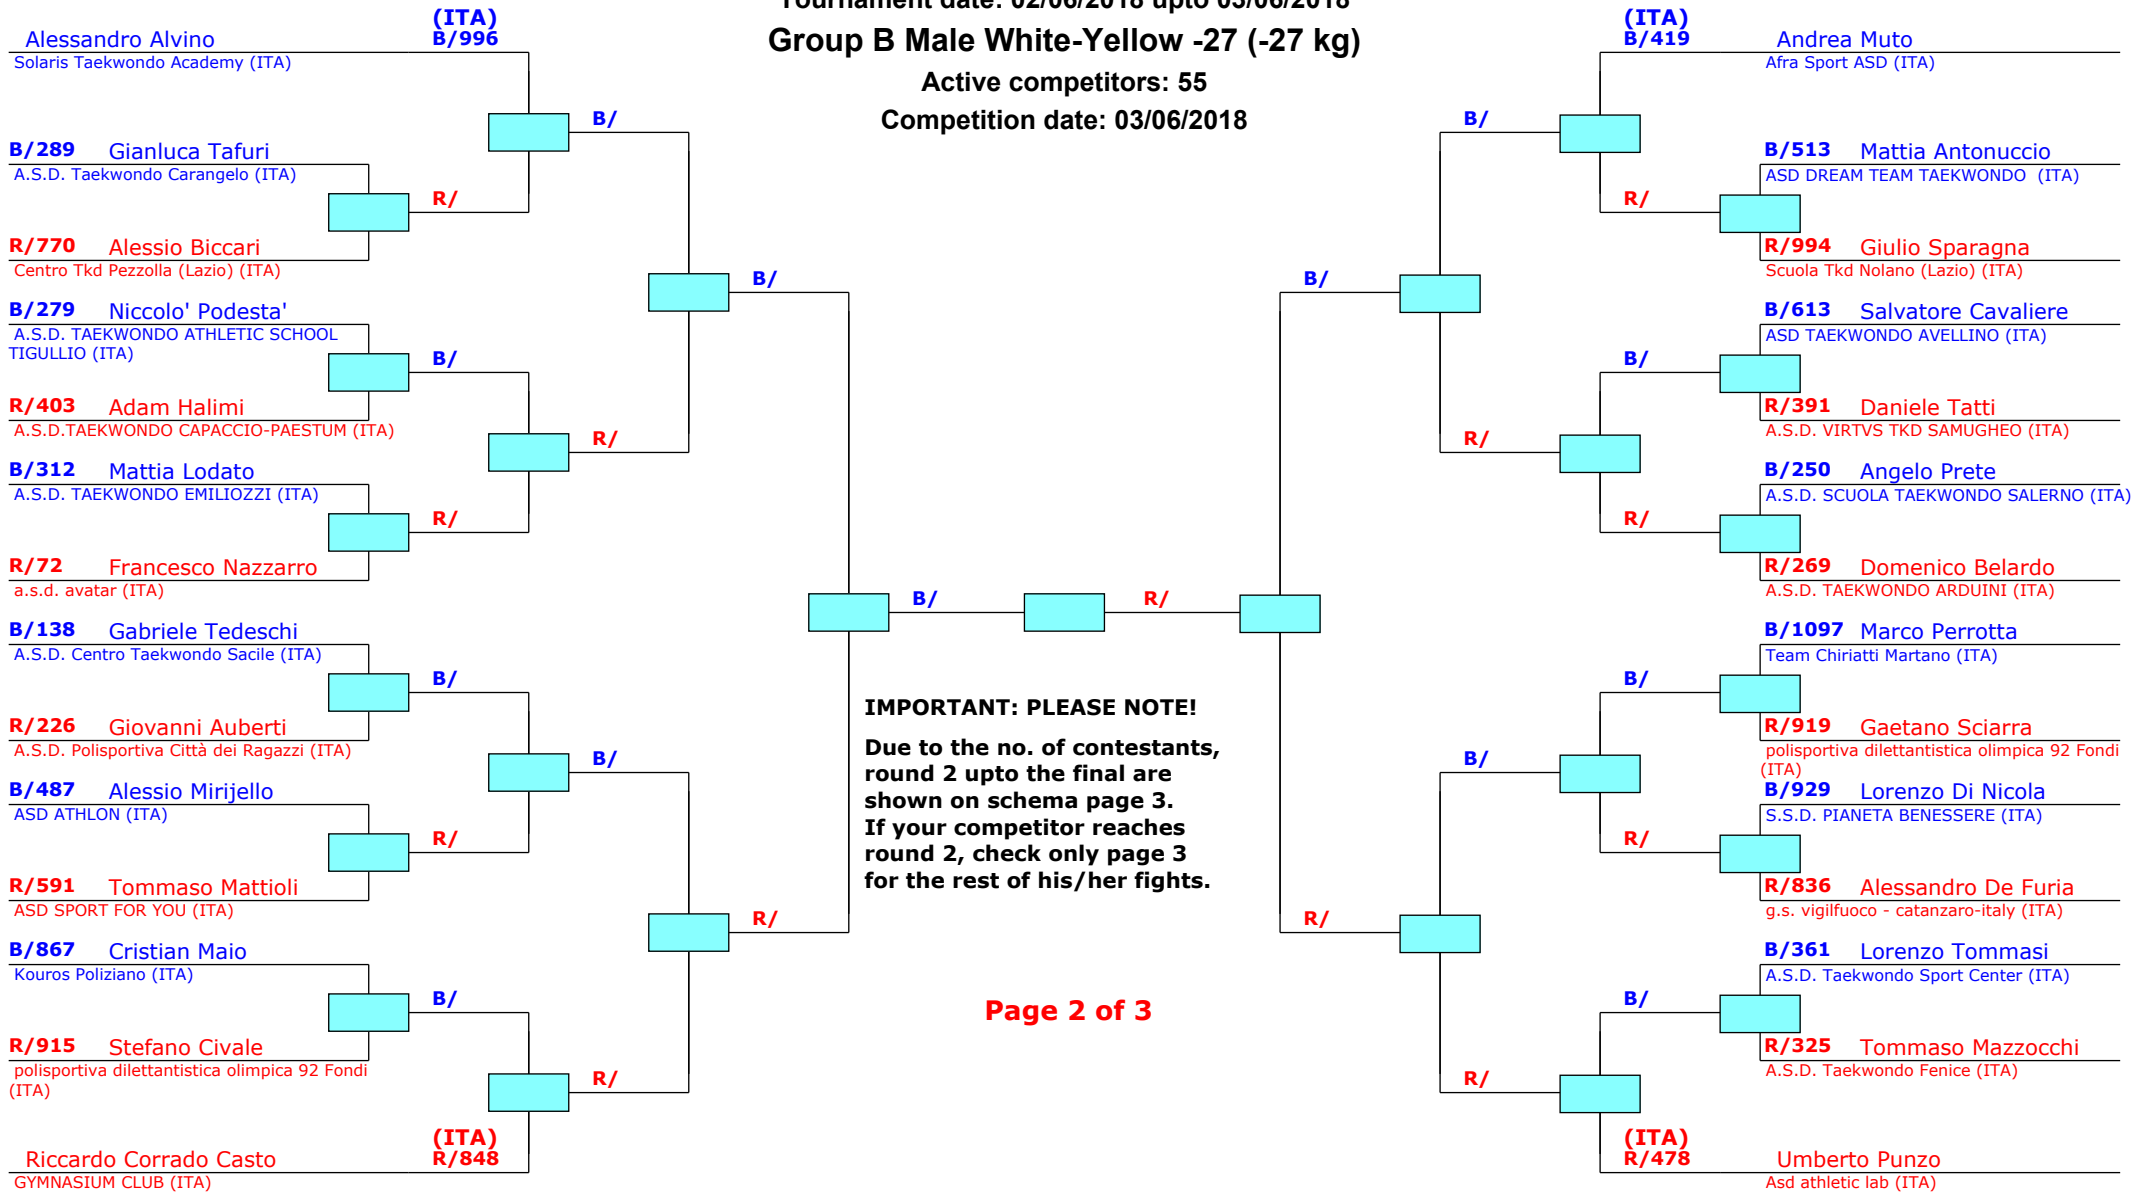 Tournament date: 02/06/2018 upto 03/06/2018
Group B Male White-Yellow -27 (-27 kg)
Active competitors: 55
Competition date: 03/06/2018
(ITA)
Alessandro Alvino B/996
Solaris Taekwondo Academy (ITA)
B/
B/289 Gianluca Tafuri
A.S.D. Taekwondo Carangelo (ITA)
R/
R/770 Alessio Biccari
Centro Tkd Pezzolla (Lazio) (ITA)
B/
B/279 Niccolo' Podesta'
A.S.D. TAEKWONDO ATHLETIC SCHOOL
TIGULLIO (ITA)
B/
R/403 Adam Halimi
A.S.D.TAEKWONDO CAPACCIO-PAESTUM (ITA)
R/
B/312 Mattia Lodato
A.S.D. TAEKWONDO EMILIOZZI (ITA)
R/
R/72 Francesco Nazzarro
a.s.d. avatar (ITA)
B/
B/138 Gabriele Tedeschi
A.S.D. Centro Taekwondo Sacile (ITA)
B/
R/226 Giovanni Auberti
A.S.D. Polisportiva Città dei Ragazzi (ITA)
B/
B/487 Alessio Mirijello
ASD ATHLON (ITA)
R/
R/591 Tommaso Mattioli
ASD SPORT FOR YOU (ITA)
R/
B/867 Cristian Maio
Kouros Poliziano (ITA)
B/
R/915 Stefano Civale
polisportiva dilettantistica olimpica 92 Fondi
(ITA)
R/
(ITA)
Riccardo Corrado Casto R/848
GYMNASIUM CLUB (ITA)
IMPORTANT: PLEASE NOTE!
Due to the no. of contestants,
round 2 upto the final are
shown on schema page 3.
If your competitor reaches
round 2, check only page 3
for the rest of his/her fights.
Page 2 of 3
(ITA)
B/419 Andrea Muto
Afra Sport ASD (ITA)
B/
B/513 Mattia Antonuccio
ASD DREAM TEAM TAEKWONDO (ITA)
R/
R/994 Giulio Sparagna
Scuola Tkd Nolano (Lazio) (ITA)
B/
B/613 Salvatore Cavaliere
ASD TAEKWONDO AVELLINO (ITA)
B/
R/391 Daniele Tatti
A.S.D. VIRTVS TKD SAMUGHEO (ITA)
R/
B/250 Angelo Prete
A.S.D. SCUOLA TAEKWONDO SALERNO (ITA)
R/
R/269 Domenico Belardo
A.S.D. TAEKWONDO ARDUINI (ITA)
R/
B/1097 Marco Perrotta
Team Chiriatti Martano (ITA)
B/
R/919 Gaetano Sciarra
polisportiva dilettantistica olimpica 92 Fondi
(ITA)
B/
B/929 Lorenzo Di Nicola
S.S.D. PIANETA BENESSERE (ITA)
R/
R/836 Alessandro De Furia
g.s. vigilfuoco - catanzaro-italy (ITA)
R/
B/361 Lorenzo Tommasi
A.S.D. Taekwondo Sport Center (ITA)
B/
R/325 Tommaso Mazzocchi
A.S.D. Taekwondo Fenice (ITA)
R/
(ITA)
R/478 Umberto Punzo
Asd athletic lab (ITA)